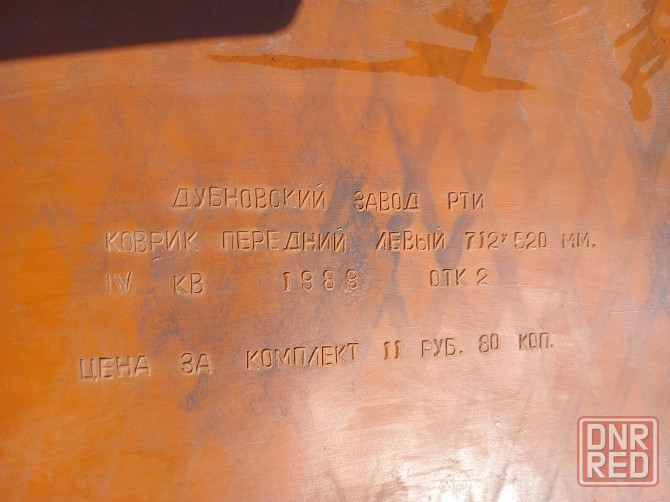 ДУБНОВСКИЙ ЗАВОД РТИ
КОВРИК ПЕРЕДНИЙ ЛЕВЫЙ 712×520 ММ.
IV КВ 1988 ОТК 2
ЦЕНА ЗА КОМПЛЕКТ 11 РУБ. 80 КОП.
DNR
RED